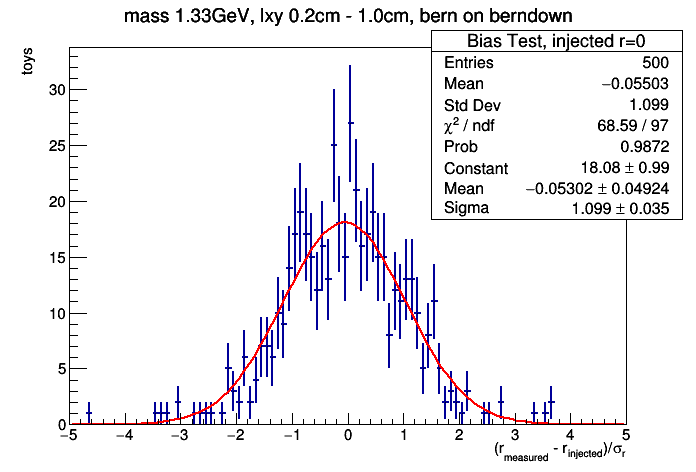 mass 1.33GeV, lxy 0.2cm - 1.0cm, bern on berndown
Bias Test, injected r=0
Entries 500
Mean −0.05503
Std Dev 1.099
χ² / ndf 68.59 / 97
Prob 0.9872
Constant 18.08 ± 0.99
Mean −0.05302 ± 0.04924
Sigma 1.099 ± 0.035
toys
30
25
20
15
10
5
0
−5 −4 −3 −2 −1 0 1 2 3 4 5
(r_measured - r_injected)/σ_r